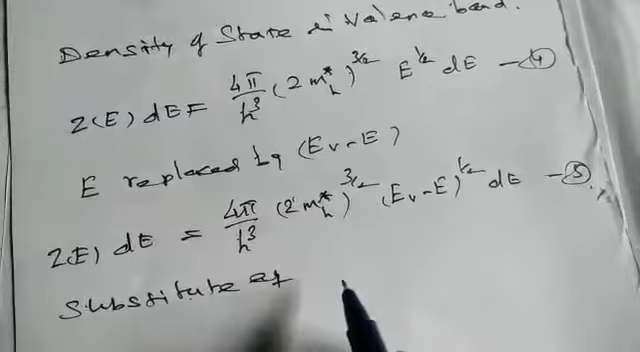 Density of State in Valence band.
Z(E) dE = 4π/h³ (2m*h)^3/2 E^1/2 dE —④
E replaced by (Ev-E)
Z(E) dE = 4π/h³ (2m*h)^3/2 (Ev-E)^1/2 dE —⑤
Substitute eq